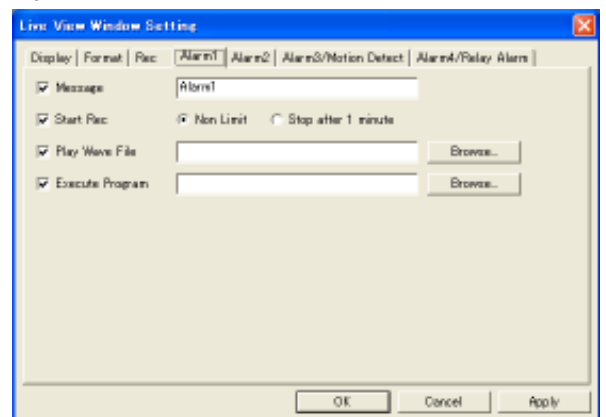 Live View Window Setting
Display Format Rec Alarm1 Alarm2 Alarm3/Motion Detect Alarm4/Relay Alarm
Message Alarm1
Start Rec Non Limit Stop after 1 minute
Play Wave File Browse...
Execute Program Browse...
OK Cancel Apply